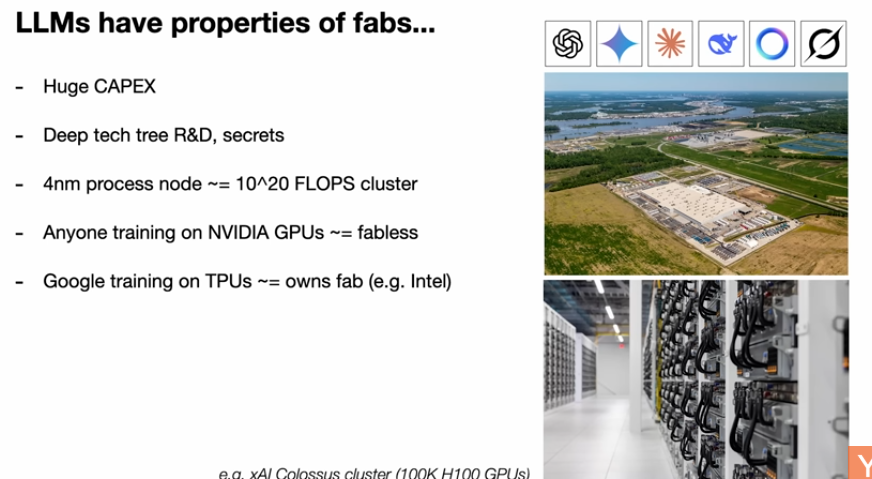 LLMs have properties of fabs...
- Huge CAPEX
- Deep tech tree R&D, secrets
- 4nm process node ~= 10^20 FLOPS cluster
- Anyone training on NVIDIA GPUs ~= fabless
- Google training on TPUs ~= owns fab (e.g. Intel)
e.g. xAI Colossus cluster (100K H100 GPUs)
Y